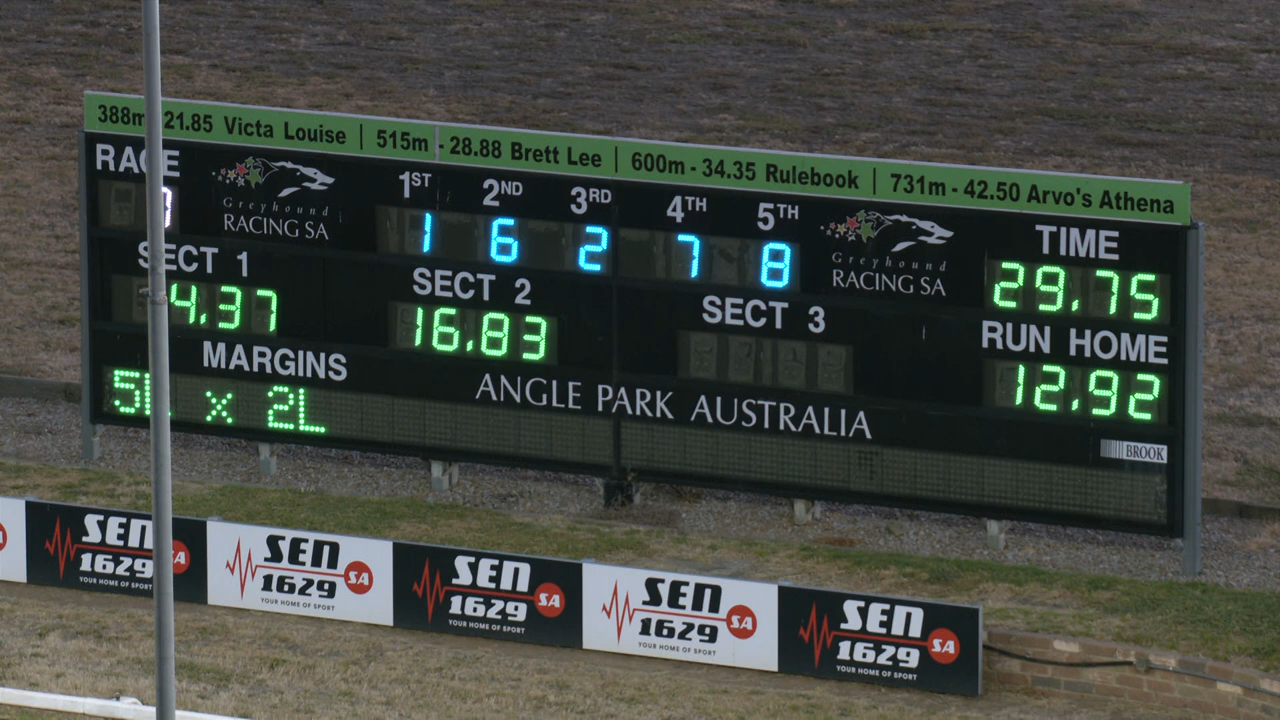 388m 21.85 Victa Louise | 515m - 28.88 Brett Lee | 600m - 34.35 Rulebook | 731m - 42.50 Arvo's Athena
RACE
Greyhound
RACING SA
1ST 2ND 3RD 4TH 5TH
1 6 2 7 8
Greyhound
RACING SA
TIME
29.75
SECT 1
4.37
SECT 2
16.83
SECT 3
RUN HOME
12.92
MARGINS
5L x 2L
ANGLE PARK AUSTRALIA
BROOK
SEN
1629 SA
YOUR HOME OF SPORT
SEN
1629 SA
YOUR HOME OF SPORT
SEN
1629 SA
YOUR HOME OF SPORT
SEN
1629 SA
YOUR HOME OF SPORT
SEN
1629 SA
YOUR HOME OF SPORT